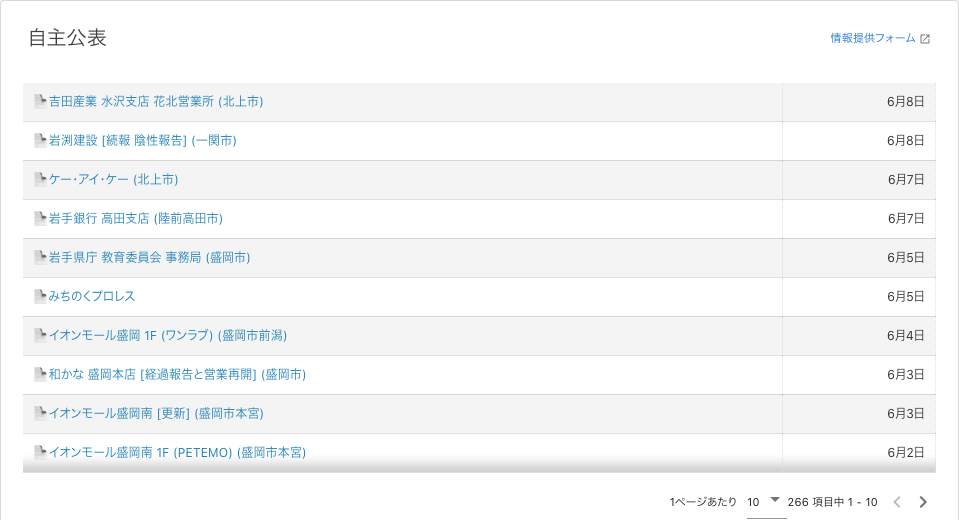 自主公表
情報提供フォーム
吉田産業 水沢支店 花北営業所 (北上市) 6月8日
岩渕建設 [続報 陰性報告] (一関市) 6月8日
ケー・アイ・ケー (北上市) 6月7日
岩手銀行 高田支店 (陸前高田市) 6月7日
岩手県庁 教育委員会 事務局 (盛岡市) 6月5日
みちのくプロレス 6月5日
イオンモール盛岡 1F (ワンラブ) (盛岡市前潟) 6月4日
和かな 盛岡本店 [経過報告と営業再開] (盛岡市) 6月3日
イオンモール盛岡南 [更新] (盛岡市本宮) 6月3日
イオンモール盛岡南 1F (PETEMO) (盛岡市本宮) 6月2日
1ページあたり 10 266 項目中 1 - 10